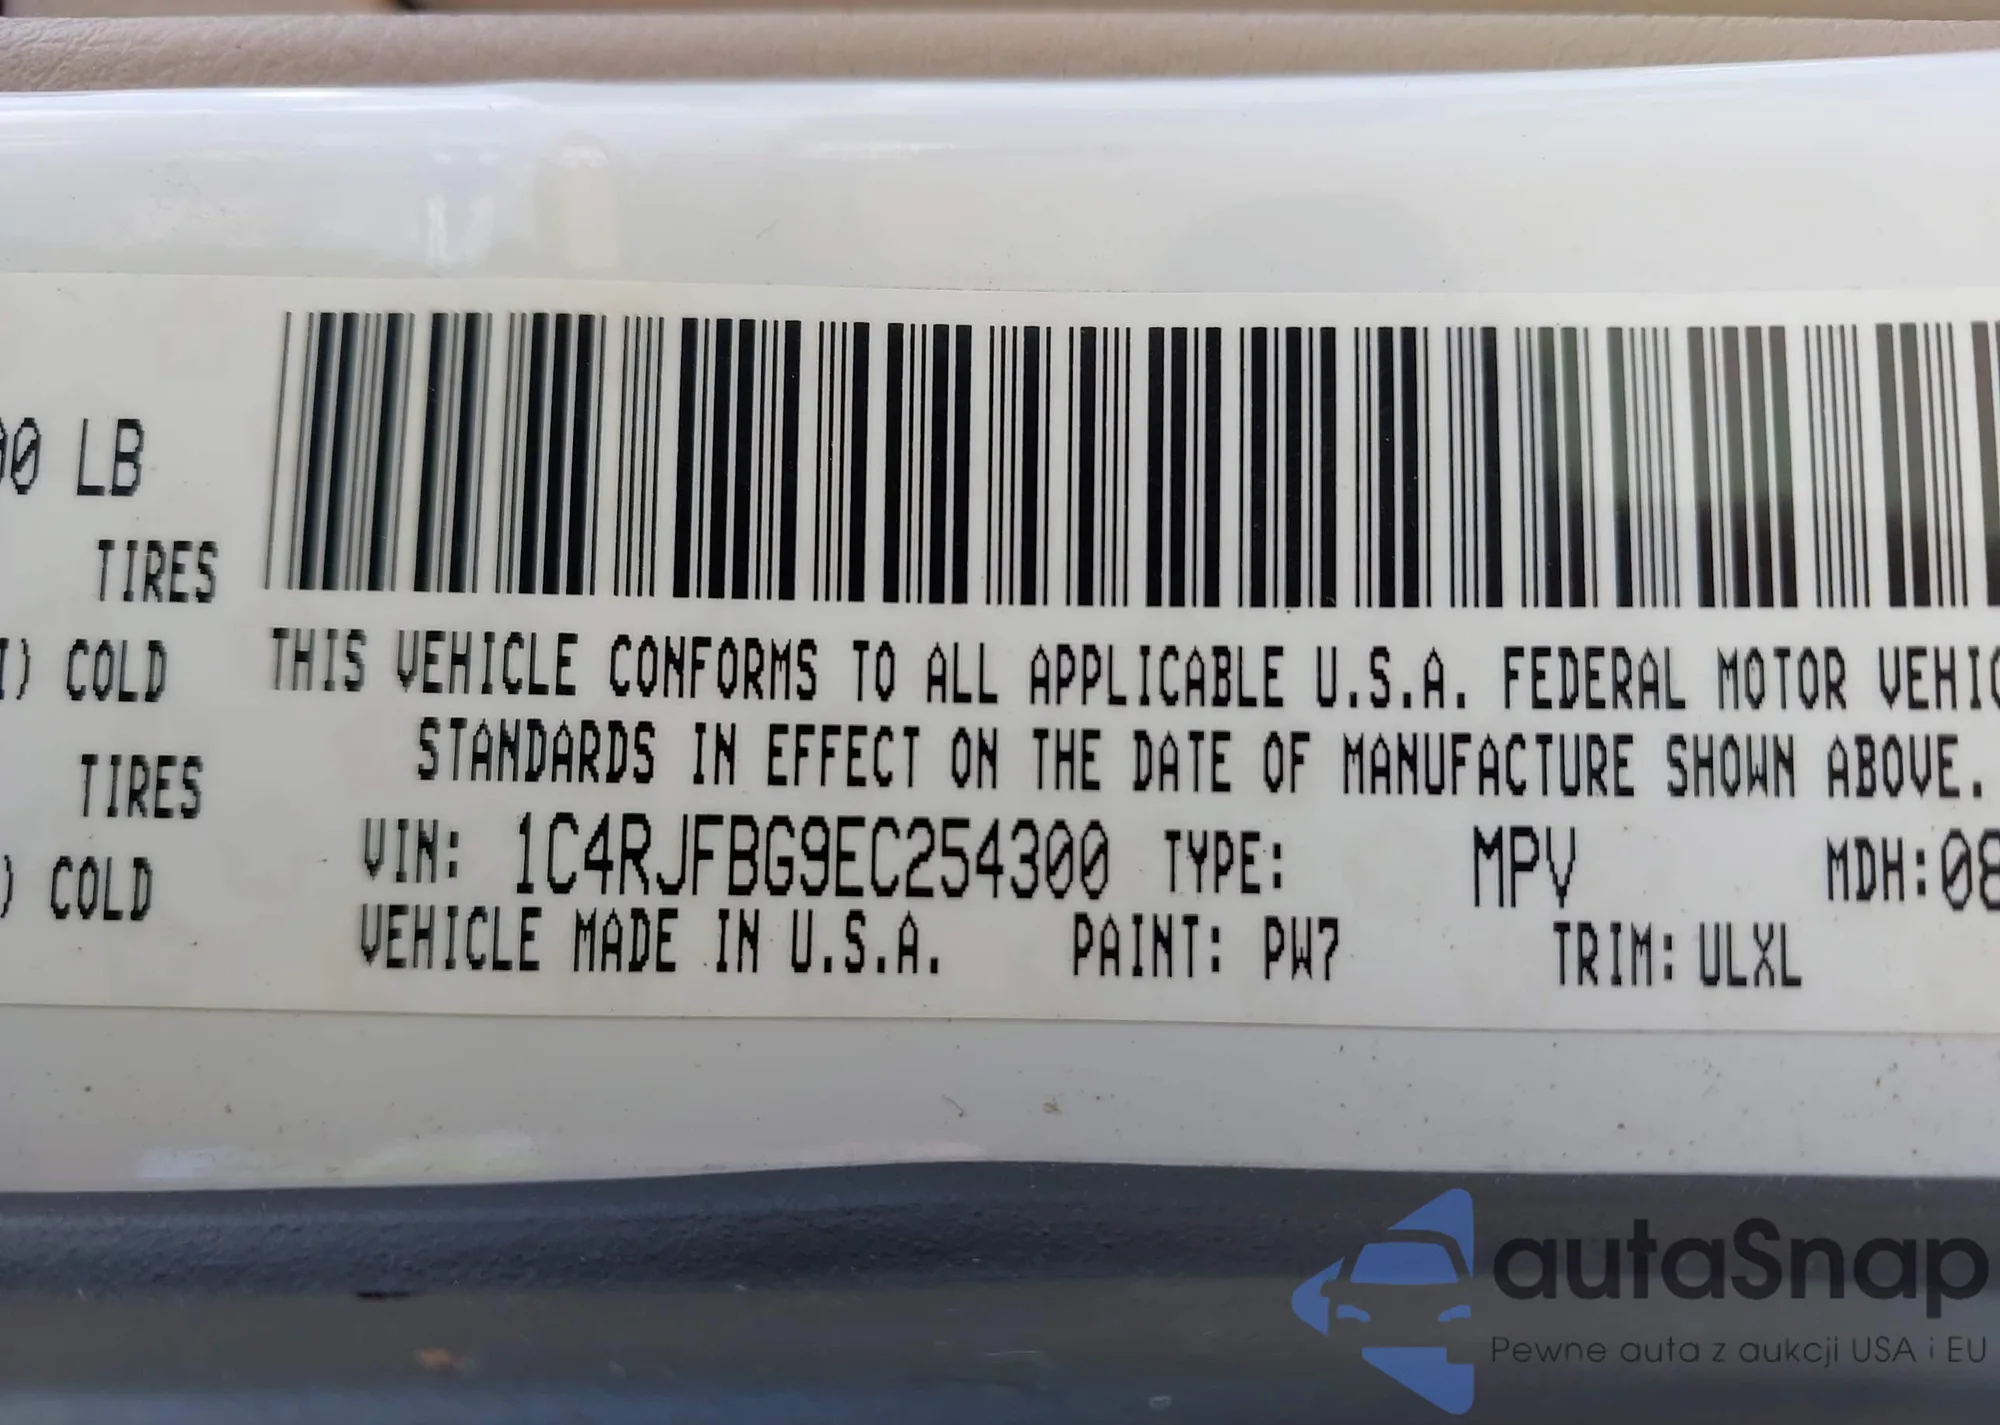 00 LB
TIRES
) COLD
TIRES
) COLD
THIS VEHICLE CONFORMS TO ALL APPLICABLE U.S.A. FEDERAL MOTOR VEHIC
STANDARDS IN EFFECT ON THE DATE OF MANUFACTURE SHOWN ABOVE.
VIN: 1C4RJFBG9EC254300 TYPE: MPV MDH:08
VEHICLE MADE IN U.S.A. PAINT: PW7 TRIM: ULXL
autaSnap
Pewne auta z aukcji USA i EU